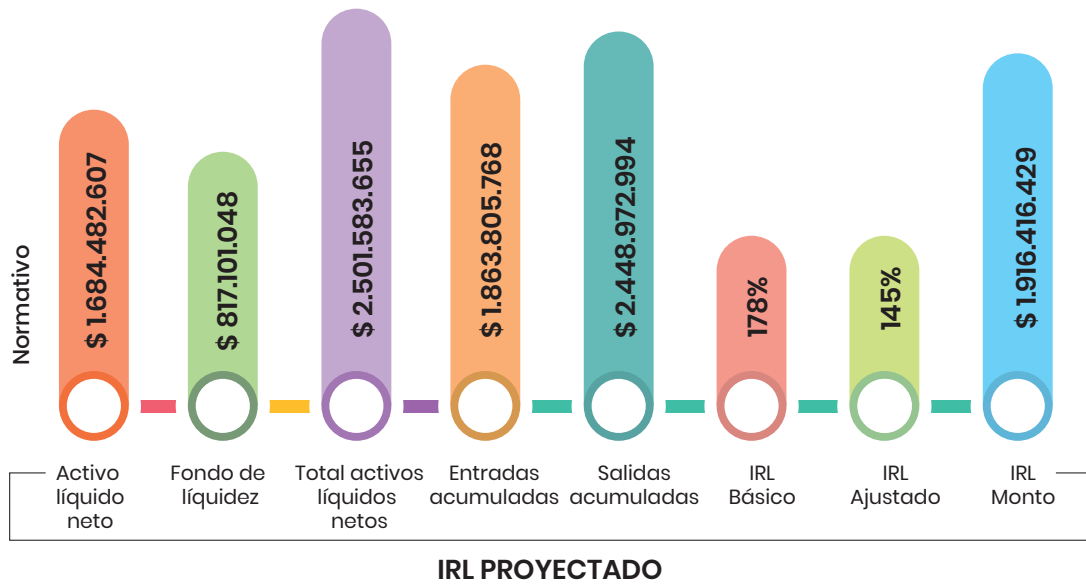 Normativo
$ 1.684.482.607
$ 817.101.048
$ 2.501.583.655
$ 1.863.805.768
$ 2.448.972.994
178%
145%
$ 1.916.416.429
Activo
líquido
neto
Fondo de
líquidez
Total activos
líquidos
netos
Entradas
acumuladas
Salidas
acumuladas
IRL
Básico
IRL
Ajustado
IRL
Monto
IRL PROYECTADO